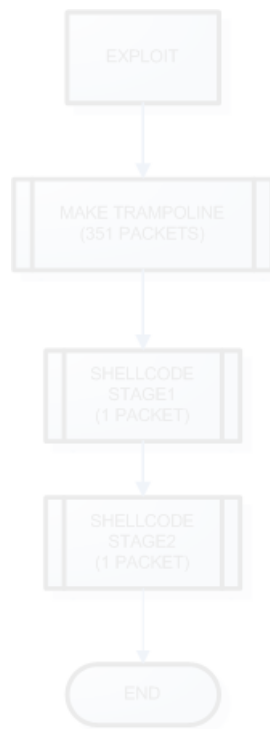 EXPLOIT
MAKE TRAMPOLINE
(351 PACKETS)
SHELLCODE
STAGE1
(1 PACKET)
SHELLCODE
STAGE2
(1 PACKET)
END